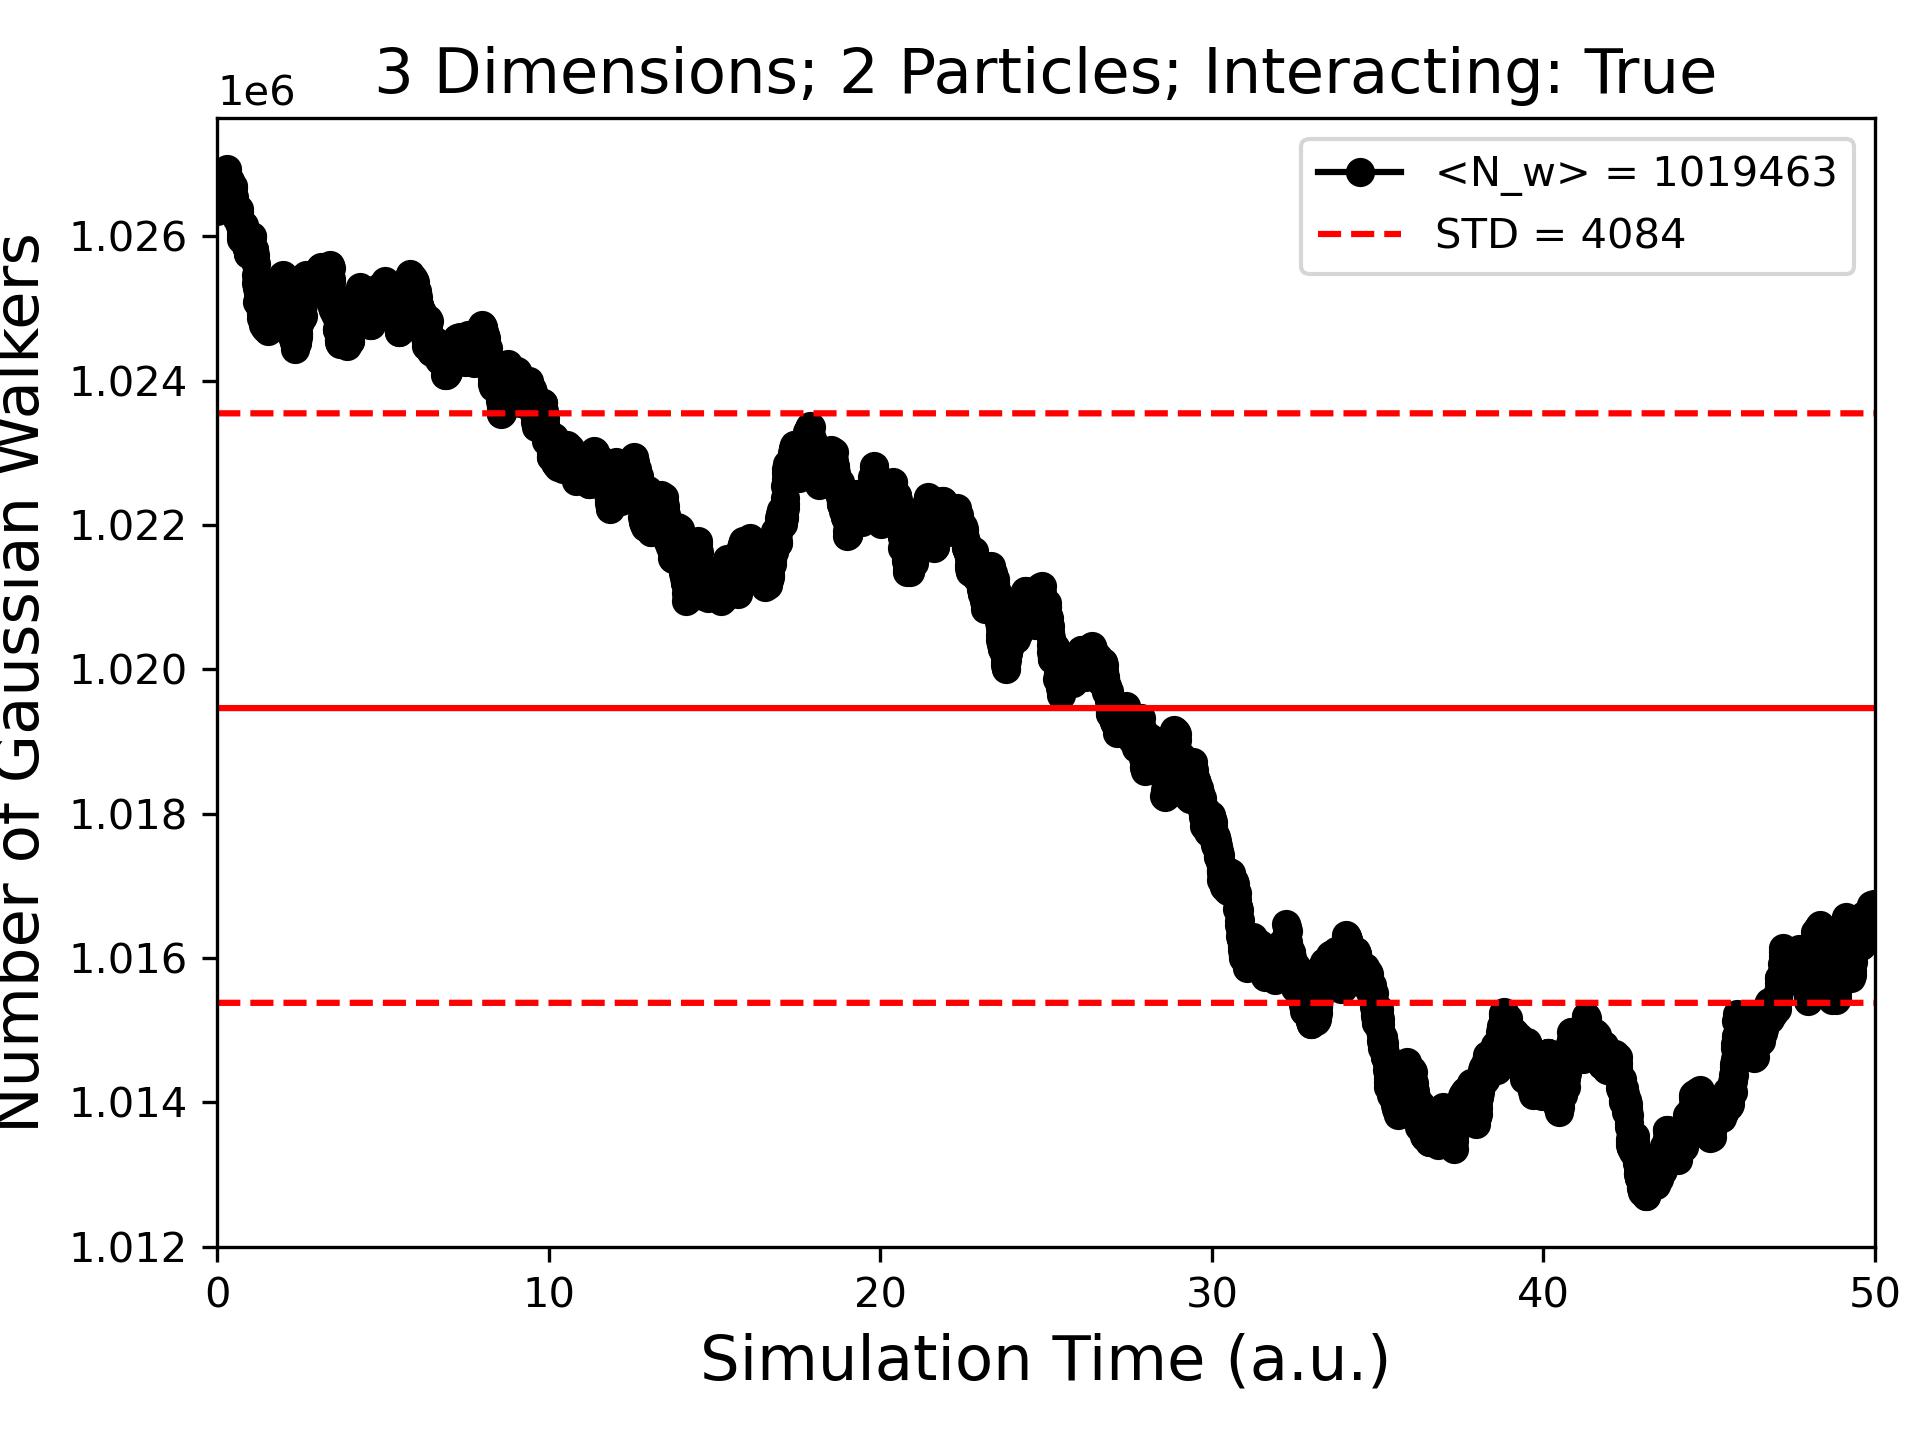 3 Dimensions; 2 Particles; Interacting: True
1e6
<N_w> = 1019463
STD = 4084
Number of Gaussian Walkers
1.026
1.024
1.022
1.020
1.018
1.016
1.014
1.012
0 10 20 30 40 50
Simulation Time (a.u.)